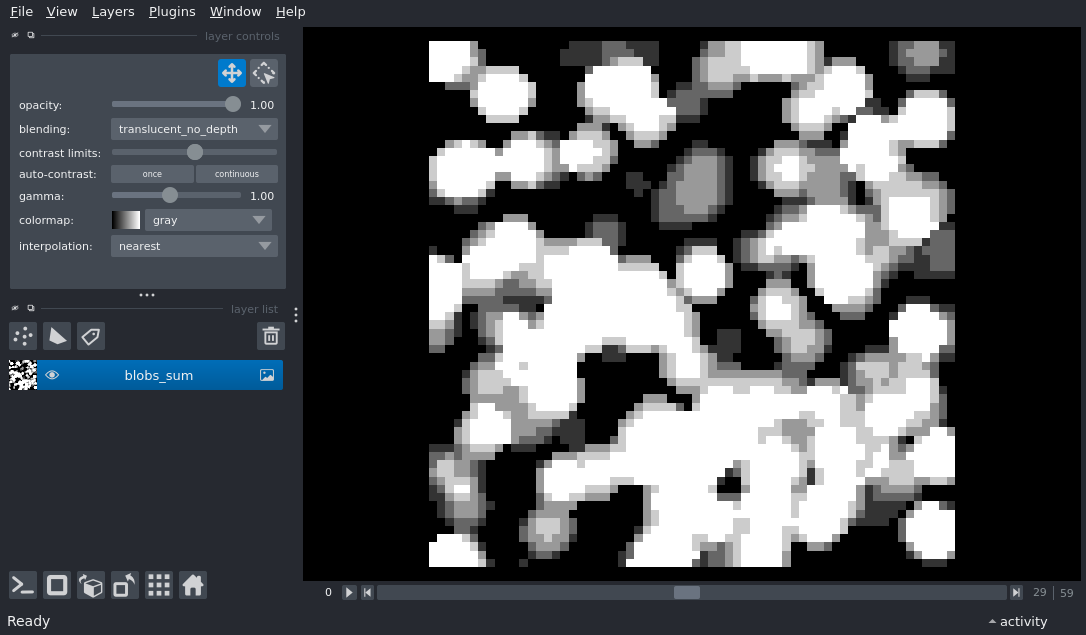 File View Layers Plugins Window Help
layer controls
opacity: 1.00
blending: translucent_no_depth
contrast limits:
auto-contrast: once continuous
gamma: 1.00
colormap: gray
interpolation: nearest
layer list
blobs_sum
0 29 59
Ready activity